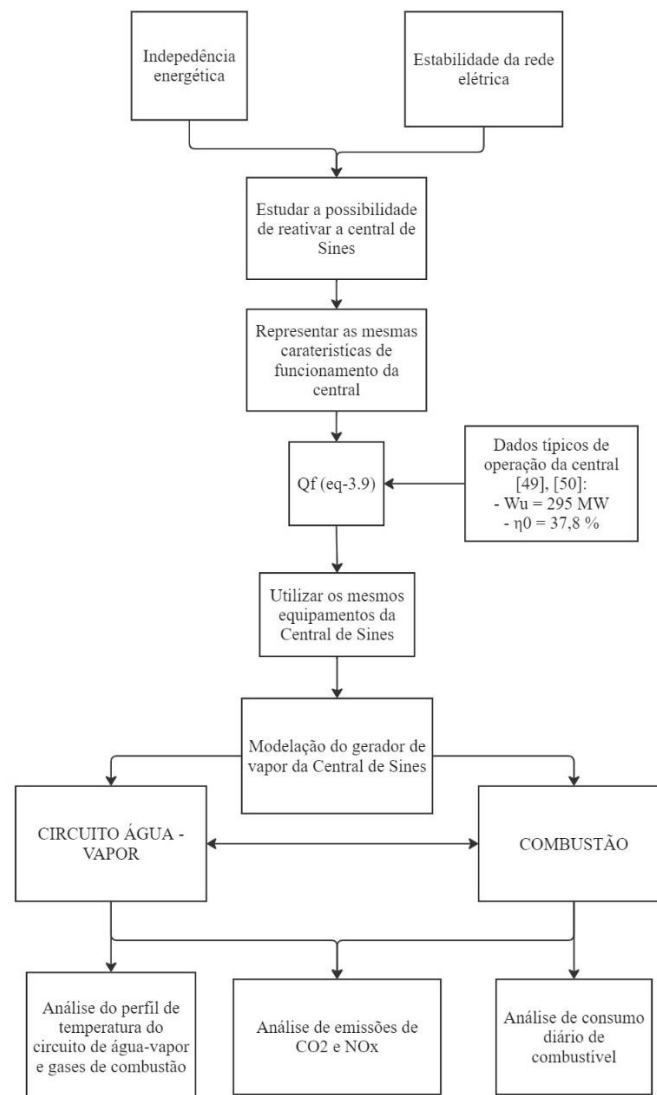 Indepedência
energética
Estabilidade da rede
elétrica
Estudar a possibilidade
de reativar a central de
Sines
Representar as mesmas
carateristicas de
funcionamento da
central
Qf (eq-3.9)
Dados típicos de
operação da central
[49], [50]:
- Wu = 295 MW
- η0 = 37,8 %
Utilizar os mesmos
equipamentos da
Central de Sines
Modelação do gerador de
vapor da Central de Sines
CIRCUITO ÁGUA -
VAPOR
COMBUSTÃO
Análise do perfil de
temperatura do
circuito de água-vapor
e gases de combustão
Análise de emissões de
CO2 e NOx
Análise de consumo
diário de
combustível